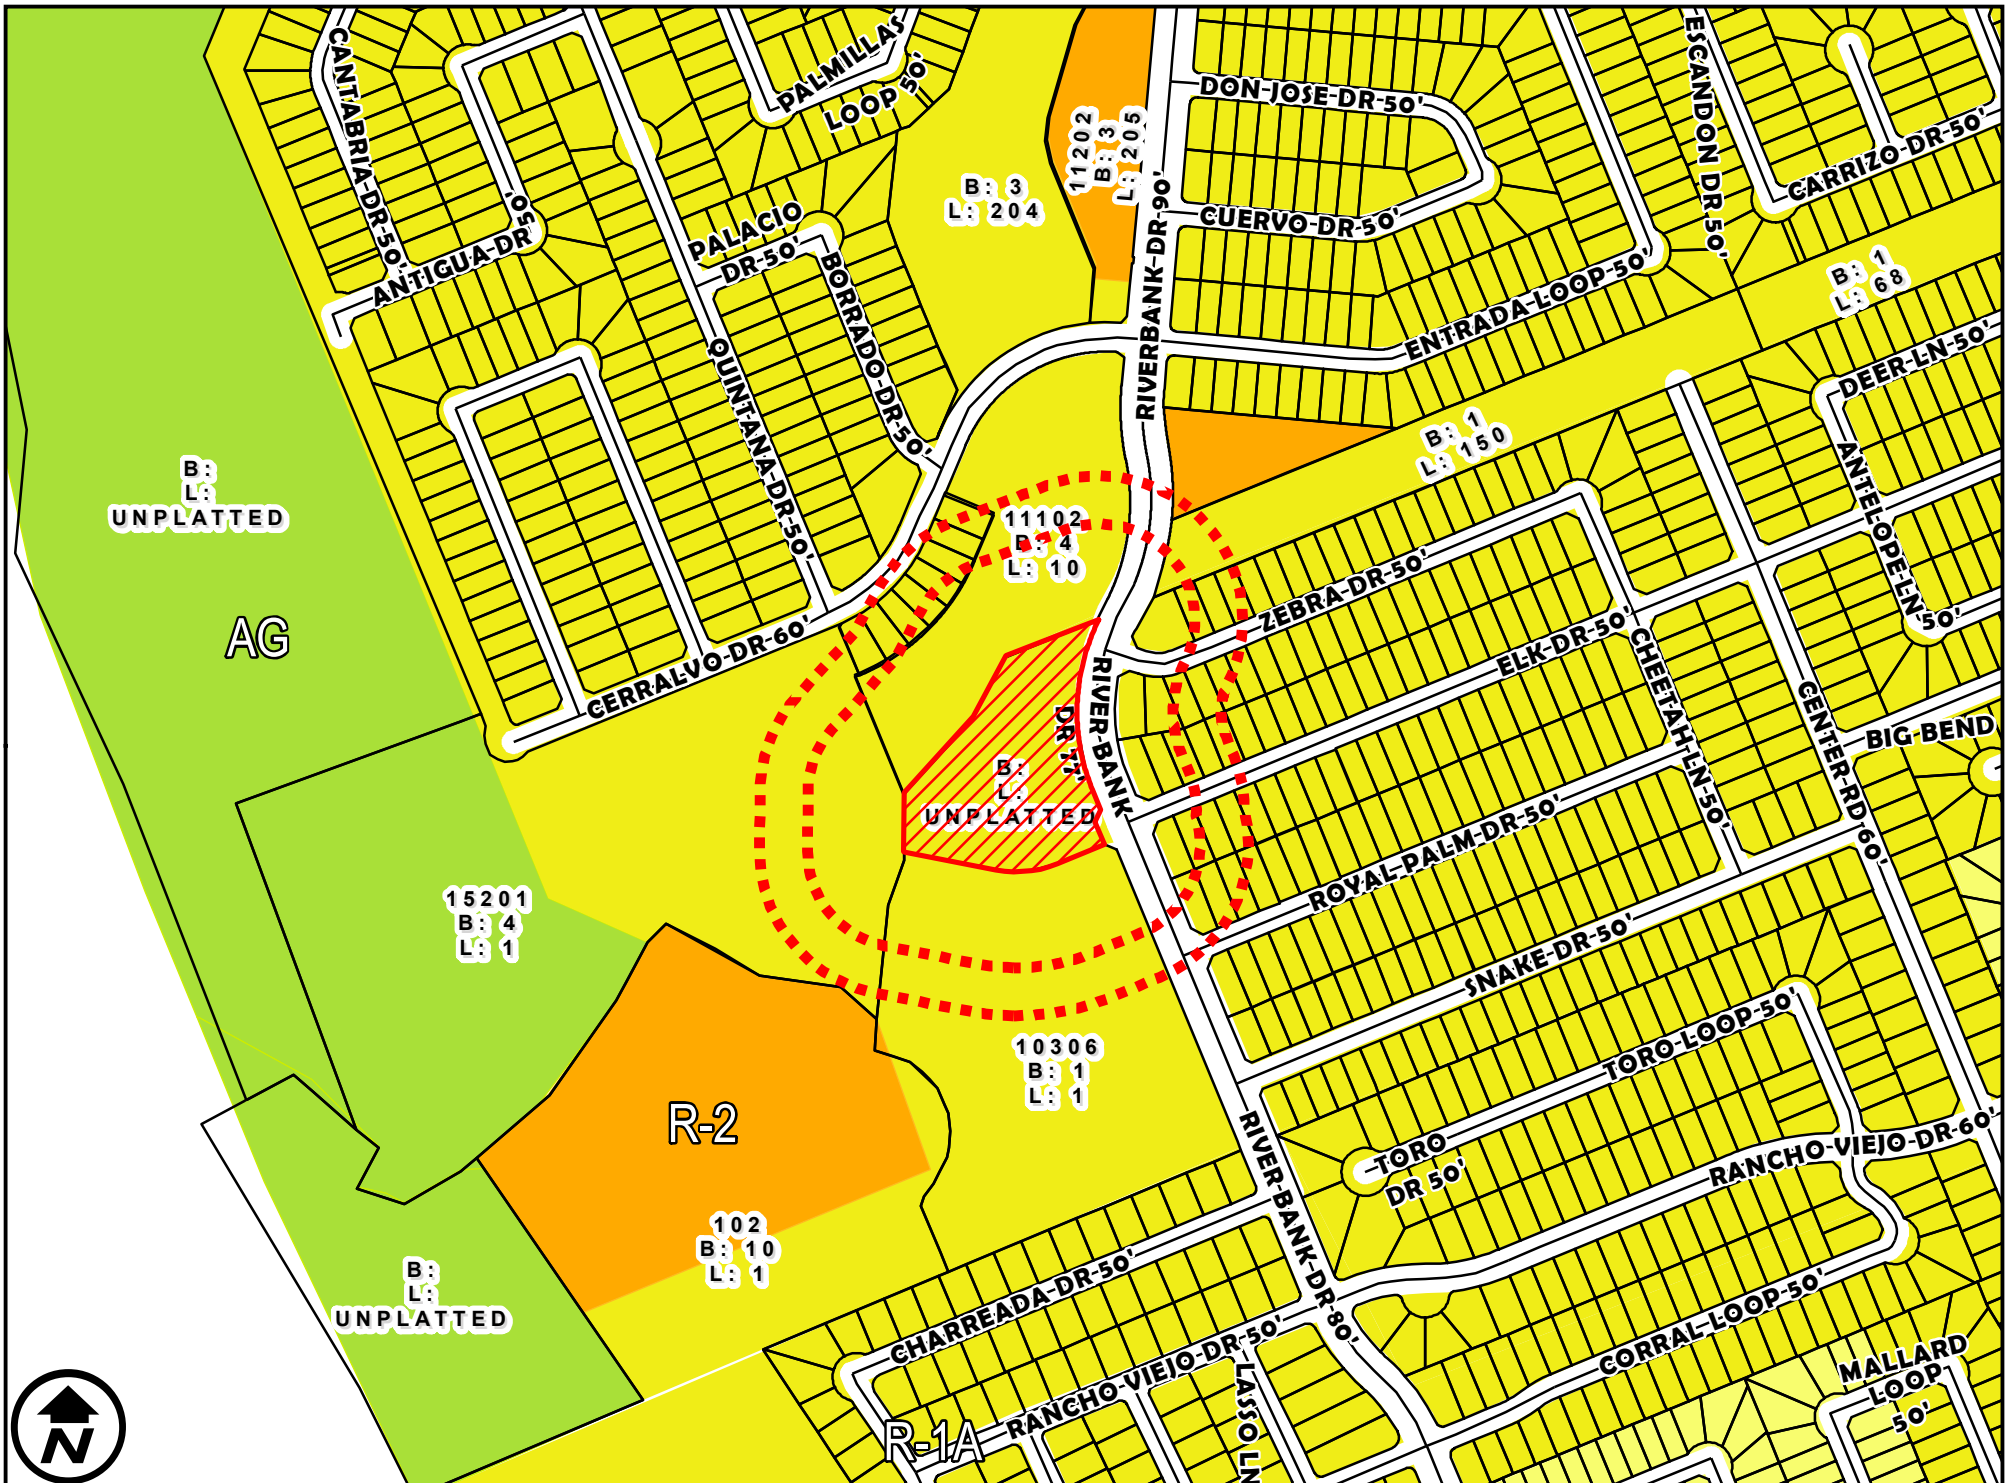 CANTABRIA-DR-50'
PALMILLAS
LOOP 50'
11202
B: 3
L: 205
DON-JOSE-DR-50'
ESCANDON DR 50'
CARRIZO-DR-50'
B: 3
L: 204
50'
ANTIGUA-DR
PALACIO
DR-50'
BORRADO-DR-50'
RIVERBANK-DR-90'
CUERVO-DR-50'
ENTRADA-LOOP-50'
B: 1
L: 68
DEER-LN-50'
QUINTANA-DR-50'
B: 1
L: 150
ANTELOPE-LN
50'
B:
L:
UNPLATTED
11102
B: 4
L: 10
ZEBRA-DR-50'
AG
CERRALVO-DR-60'
ELK-DR-50'
CHEETAH-LN-50'
RIVER-BANK
DR 77'
CENTER-RD-60'
BIG-BEND
B:
L:
UNPLATTED
ROYAL-PALM-DR-50'
15201
B: 4
L: 1
SNAKE-DR-50'
10306
B: 1
L: 1
TORO-LOOP-50'
R-2
TORO
DR 50'
RANCHO-VIEJO-DR-60'
RIVER-BANK-DR-80'
102
B: 10
L: 1
B:
L:
UNPLATTED
CHARREADA-DR-50'
CORRAL-LOOP-50'
RANCHO-VIEJO-DR-50'
LASSO LN
MALLARD
LOOP
50'
R-1A
N